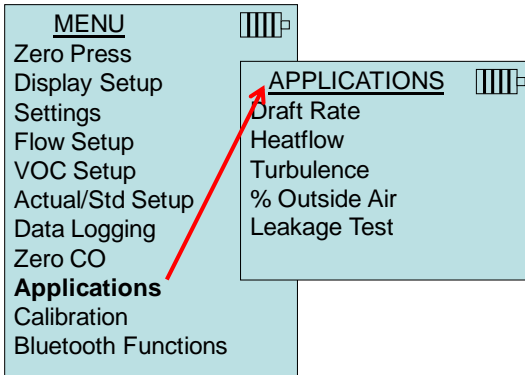 MENU
Zero Press
Display Setup
Settings
Flow Setup
VOC Setup
Actual/Std Setup
Data Logging
Zero CO
Applications
Calibration
Bluetooth Functions
APPLICATIONS
Draft Rate
Heatflow
Turbulence
% Outside Air
Leakage Test